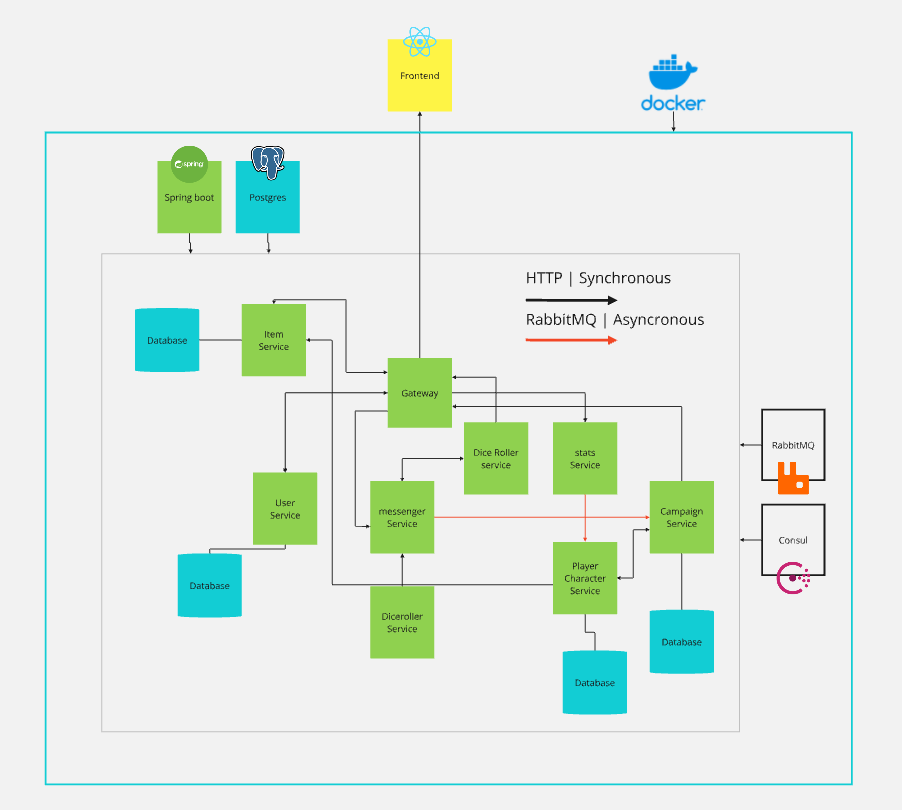 Frontend
docker
spring
Spring boot
Postgres
HTTP | Synchronous
RabbitMQ | Asyncronous
Database
Item
Service
Gateway
Dice Roller
service
stats
Service
RabbitMQ
User
Service
messenger
Service
Campaign
Service
Consul
Database
Player
Character
Service
Diceroller
Service
Database
Database